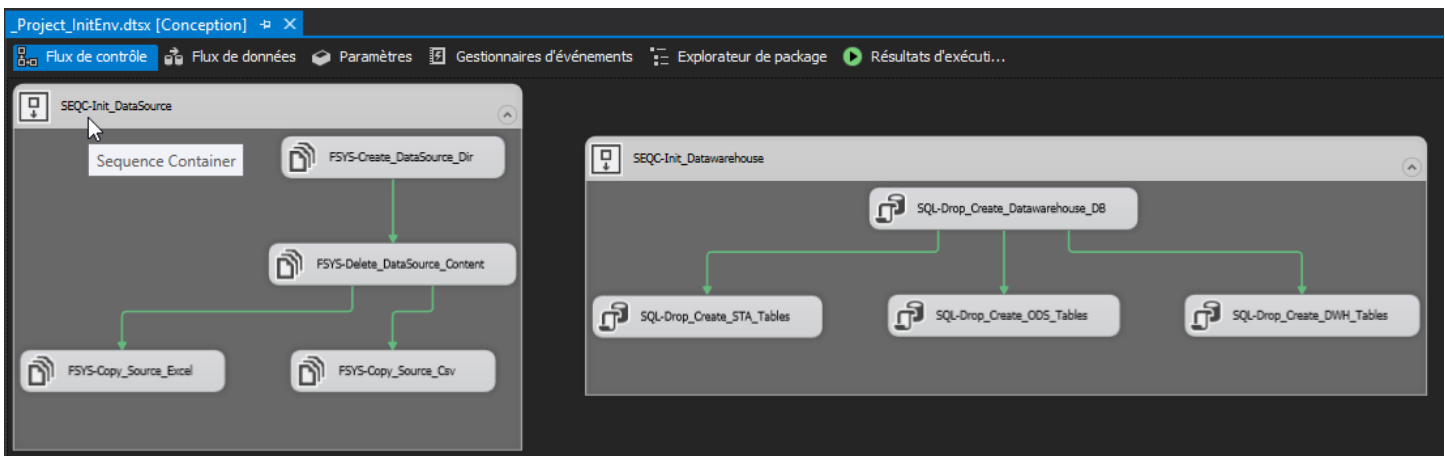 _Project_InitEnv.dtsx [Conception]
Flux de contrôle Flux de données Paramètres Gestionnaires d'événements Explorateur de package Résultats d'exécuti...
SEQC-Init_DataSource
Sequence Container
FSYS-Create_DataSource_Dir
FSYS-Delete_DataSource_Content
FSYS-Copy_Source_Excel
FSYS-Copy_Source_Csv
SEQC-Init_Datawarehouse
SQL-Drop_Create_Datawarehouse_DB
SQL-Drop_Create_STA_Tables
SQL-Drop_Create_ODS_Tables
SQL-Drop_Create_DWH_Tables